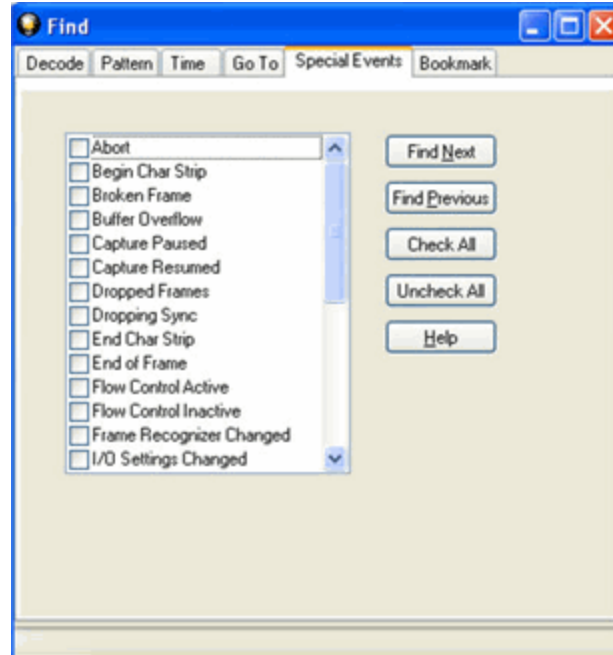 Find
Decode Pattern Time Go To Special Events Bookmark
Abort
Begin Char Strip
Broken Frame
Buffer Overflow
Capture Paused
Capture Resumed
Dropped Frames
Dropping Sync
End Char Strip
End of Frame
Flow Control Active
Flow Control Inactive
Frame Recognizer Changed
I/O Settings Changed
Find Next
Find Previous
Check All
Uncheck All
Help